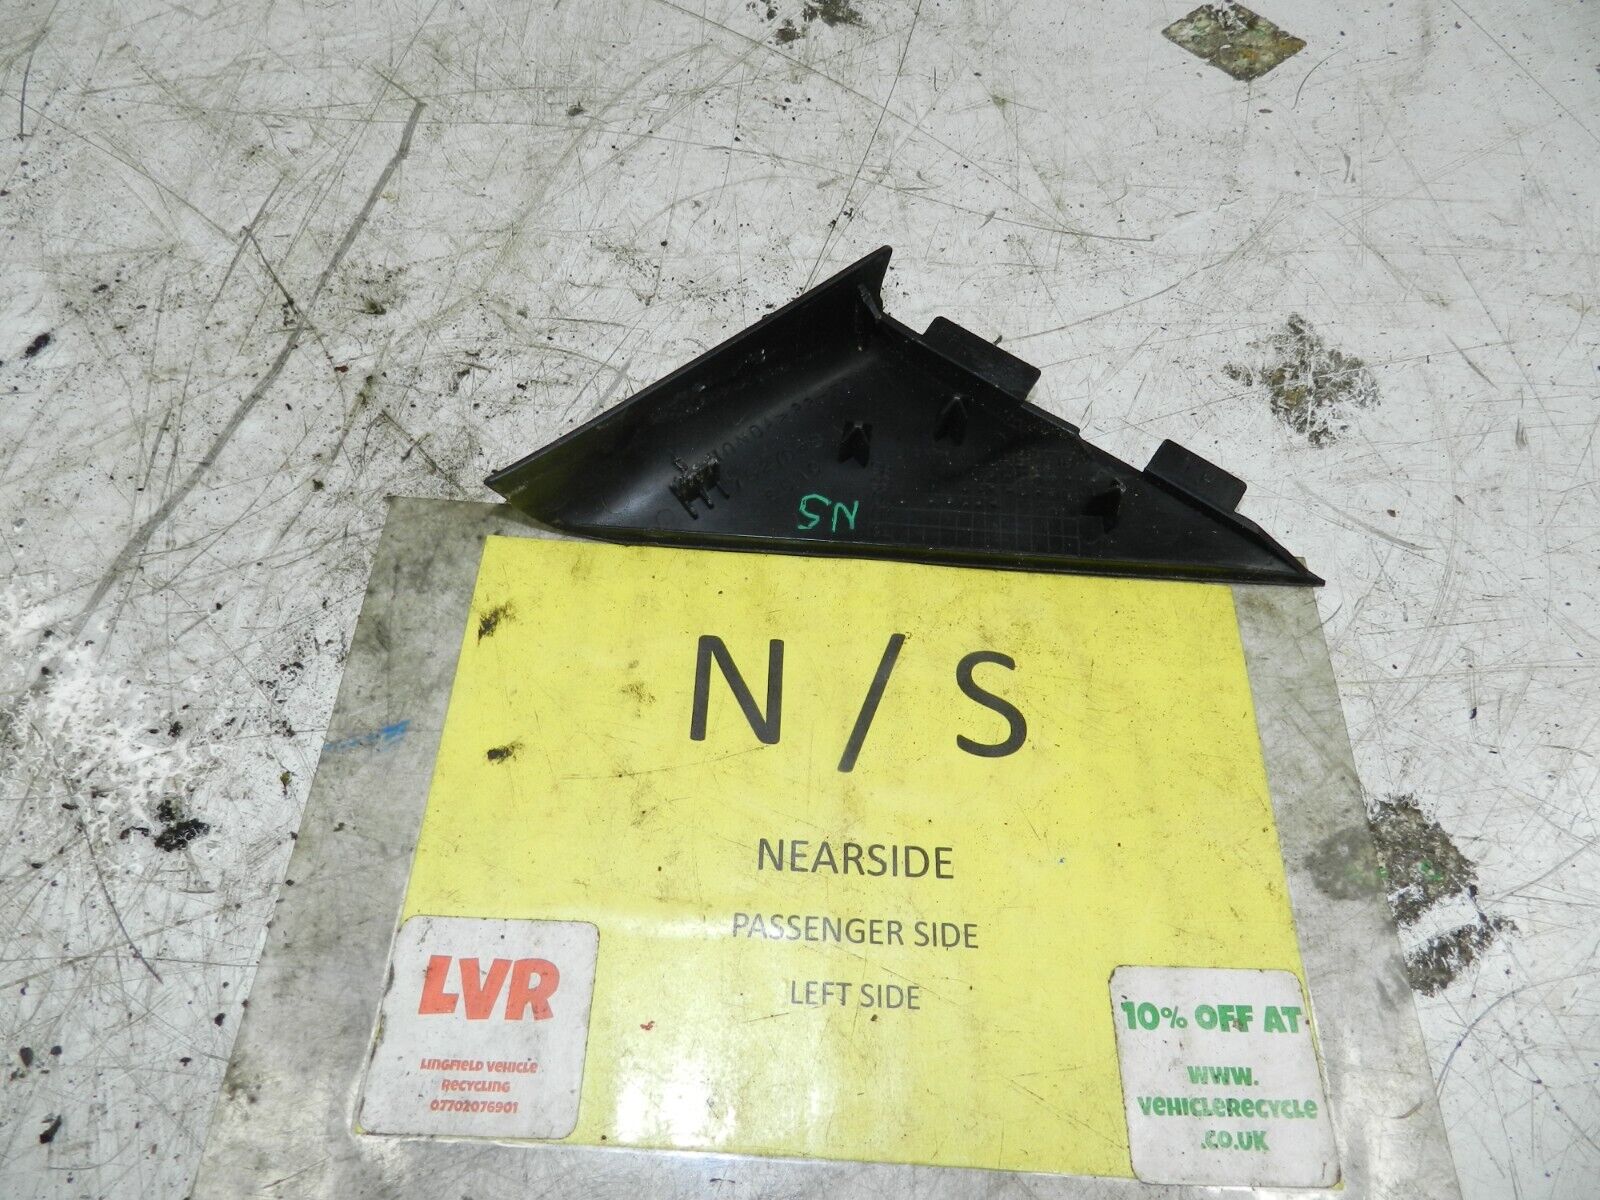 NS
N / S
NEARSIDE
PASSENGER SIDE
LEFT SIDE
LVR
LINGFIELD VEHICLE
RECYCLING
07702076901
10% OFF AT
WWW.
VEHICLERECYCLE
.CO.UK